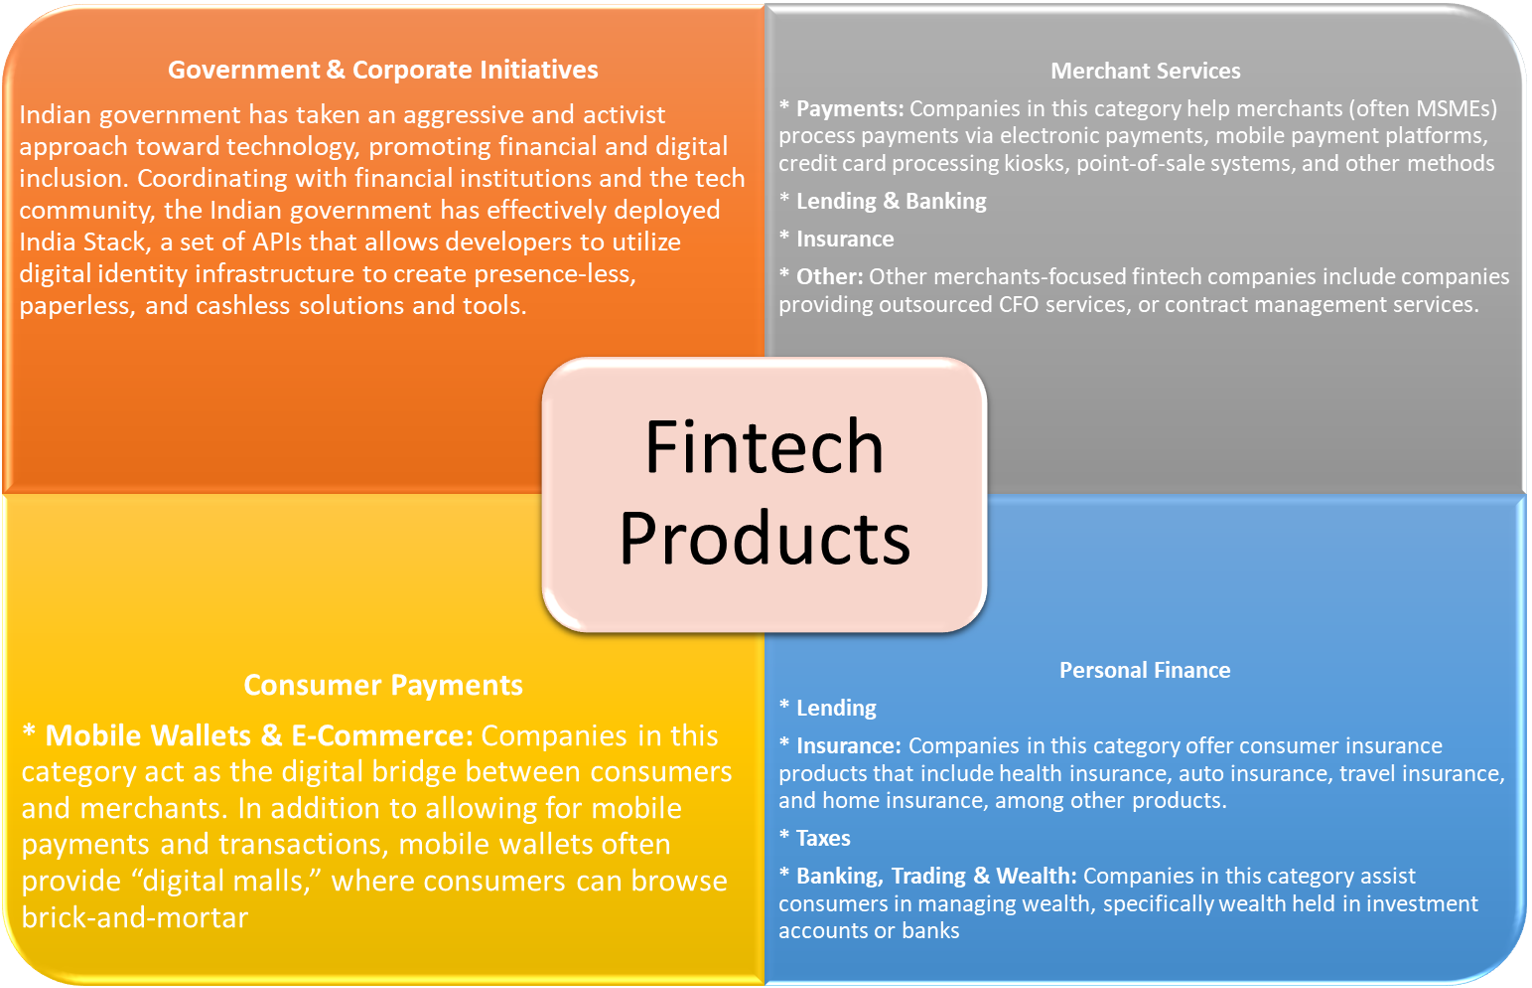 Government & Corporate Initiatives
Indian government has taken an aggressive and activist
approach toward technology, promoting financial and digital
inclusion. Coordinating with financial institutions and the tech
community, the Indian government has effectively deployed
India Stack, a set of APIs that allows developers to utilize
digital identity infrastructure to create presence-less,
paperless, and cashless solutions and tools.
Merchant Services
* Payments: Companies in this category help merchants (often MSMEs)
process payments via electronic payments, mobile payment platforms,
credit card processing kiosks, point-of-sale systems, and other methods
* Lending & Banking
* Insurance
* Other: Other merchants-focused fintech companies include companies
providing outsourced CFO services, or contract management services.
Fintech
Products
Consumer Payments
* Mobile Wallets & E-Commerce: Companies in this
category act as the digital bridge between consumers
and merchants. In addition to allowing for mobile
payments and transactions, mobile wallets often
provide “digital malls,” where consumers can browse
brick-and-mortar
Personal Finance
* Lending
* Insurance: Companies in this category offer consumer insurance
products that include health insurance, auto insurance, travel insurance,
and home insurance, among other products.
* Taxes
* Banking, Trading & Wealth: Companies in this category assist
consumers in managing wealth, specifically wealth held in investment
accounts or banks